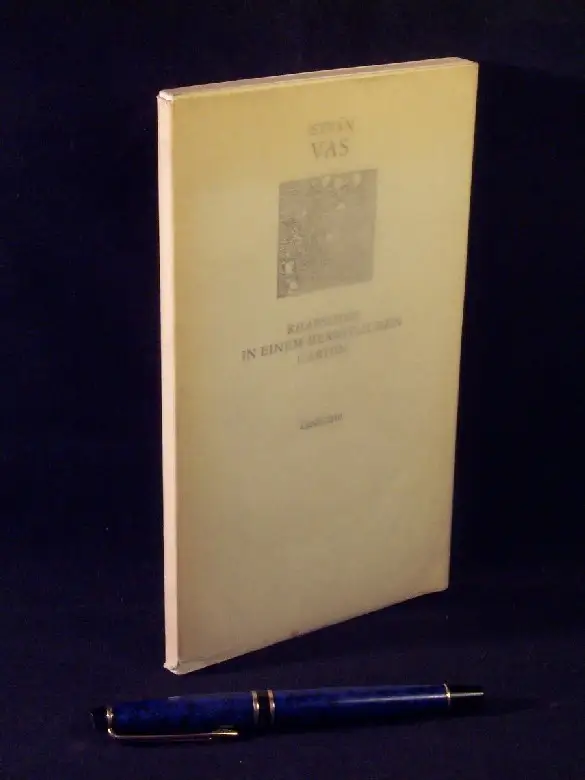 ISTVÁN
VAS
RHAPSODIE
IN EINEM HERBSTLICHEN
GARTEN
Gedichte